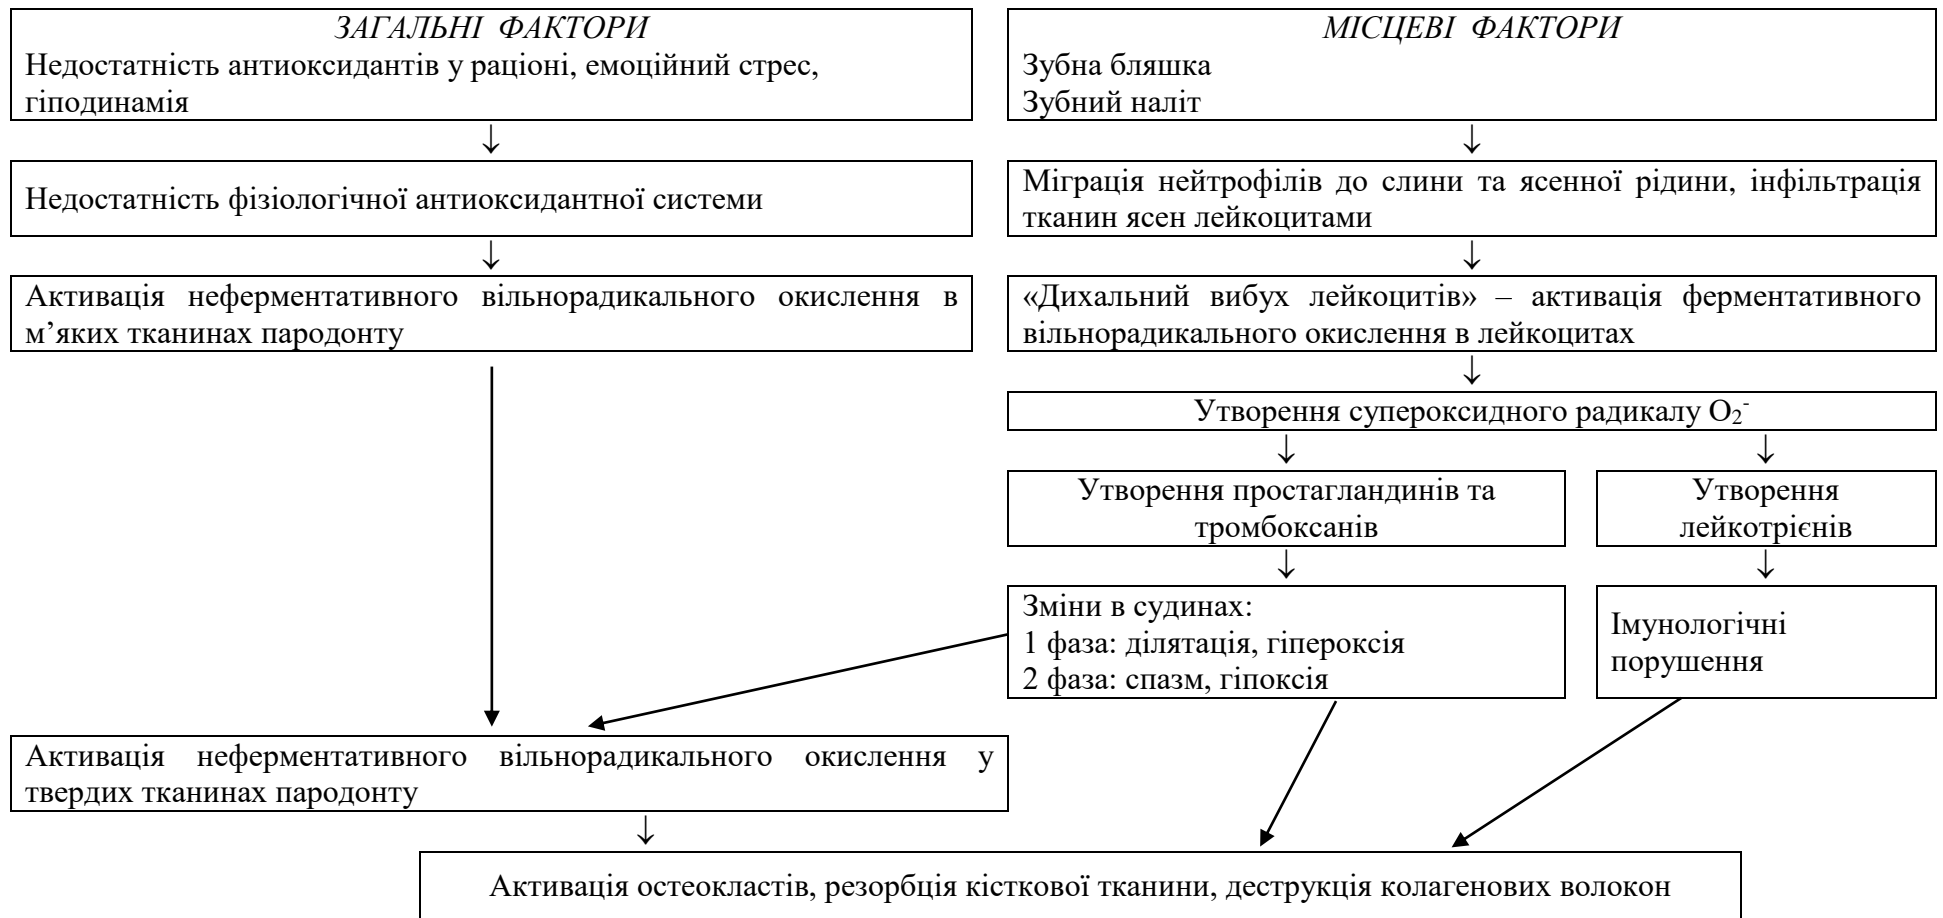 ЗАГАЛЬНІ ФАКТОРИ
Недостатність антиоксидантів у раціоні, емоційний стрес,
гіподинамія
МІСЦЕВІ ФАКТОРИ
Зубна бляшка
Зубний наліт
↓
↓
Недостатність фізіологічної антиоксидантної системи
Міграція нейтрофілів до слини та ясенної рідини, інфільтрація
тканин ясен лейкоцитами
↓
↓
Активація неферментативного вільнорадикального окислення в
м’яких тканинах пародонту
«Дихальний вибух лейкоцитів» – активація ферментативного
вільнорадикального окислення в лейкоцитах
↓
Утворення супероксидного радикалу O₂⁻
↓
↓
Утворення простагландинів та
тромбоксанів
Утворення
лейкотрієнів
↓
↓
Зміни в судинах:
1 фаза: ділятація, гіпероксія
2 фаза: спазм, гіпоксія
Імунологічні
порушення
Активація неферментативного вільнорадикального окислення у
твердих тканинах пародонту
↓
Активація остеокластів, резорбція кісткової тканини, деструкція колагенових волокон